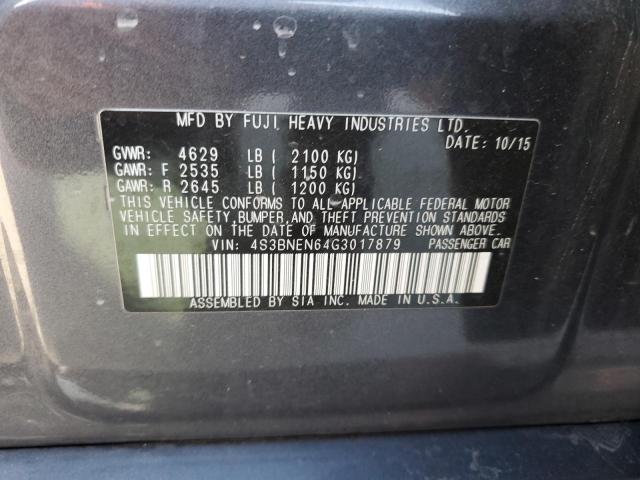 MFD BY FUJI HEAVY INDUSTRIES LTD.
DATE: 10/15
GVWR: 4629 LB ( 2100 KG)
GAWR: F 2535 LB ( 1150 KG)
GAWR: R 2645 LB ( 1200 KG)
THIS VEHICLE CONFORMS TO ALL APPLICABLE FEDERAL MOTOR
VEHICLE SAFETY, BUMPER, AND THEFT PREVENTION STANDARDS
IN EFFECT ON THE DATE OF MANUFACTURE SHOWN ABOVE.
VIN: 4S3BNEN64G3017879 PASSENGER CAR
ASSEMBLED BY SIA INC. MADE IN U.S.A.